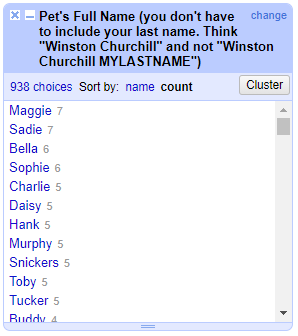 Pet's Full Name (you don't have
to include your last name. Think
"Winston Churchill" and not "Winston
Churchill MYLASTNAME")
change
938 choices Sort by: name count
Cluster
Maggie 7
Sadie 7
Bella 6
Sophie 6
Charlie 5
Daisy 5
Hank 5
Murphy 5
Snickers 5
Toby 5
Tucker 5
Buddy 4